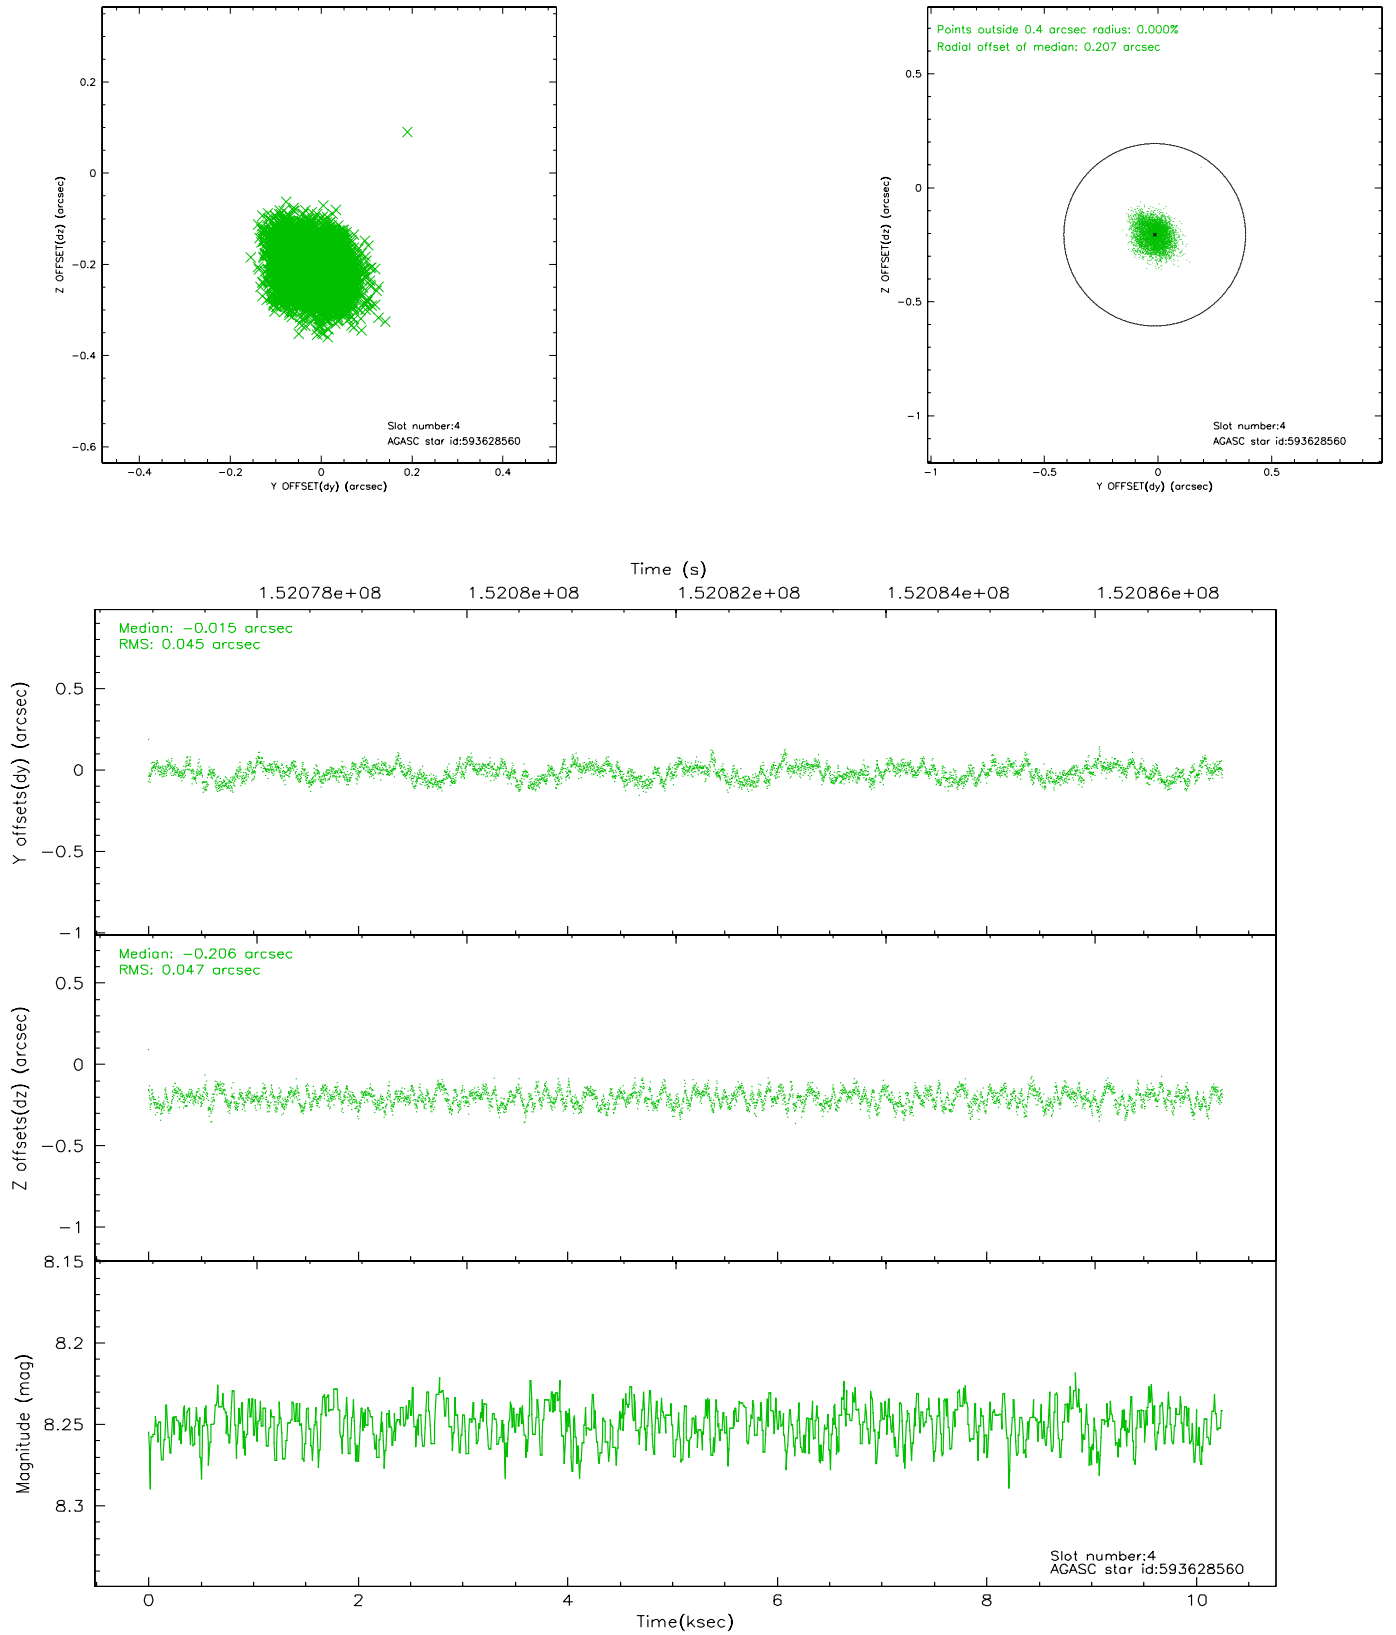 0.2
0
−0.2
−0.4
−0.6
−0.4
−0.2
0
0.2
0.4
Z OFFSET(dz) (arcsec)
Y OFFSET(dy) (arcsec)
Slot number:4
AGASC star id:593628560
Points outside 0.4 arcsec radius: 0.000%
Radial offset of median: 0.207 arcsec
0.5
0
−0.5
−1
−1
−0.5
0
0.5
Z OFFSET(dz) (arcsec)
Y OFFSET(dy) (arcsec)
Slot number:4
AGASC star id:593628560
Time (s)
1.52078e+08
1.5208e+08
1.52082e+08
1.52084e+08
1.52086e+08
Median: −0.015 arcsec
RMS: 0.045 arcsec
0.5
0
−0.5
−1
Y offsets(dy) (arcsec)
Median: −0.206 arcsec
RMS: 0.047 arcsec
0.5
0
−0.5
−1
Z offsets(dz) (arcsec)
8.15
8.2
8.25
8.3
Magnitude (mag)
Slot number:4
AGASC star id:593628560
0
2
4
6
8
10
Time(ksec)